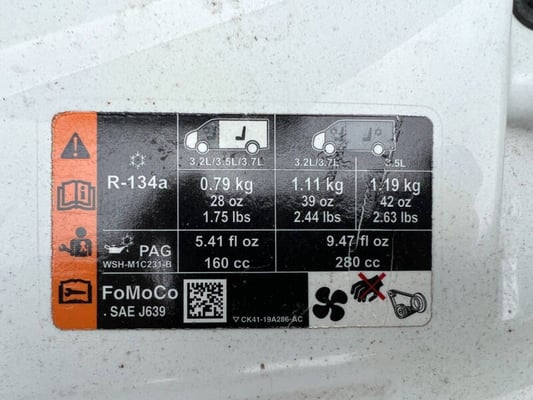 3.2L/3.5L/3.7L 3.2L/3.7L 3.5L
R-134a 0.79 kg 1.11 kg 1.19 kg
28 oz 39 oz 42 oz
1.75 lbs 2.44 lbs 2.63 lbs
PAG 5.41 fl oz 9.47 fl oz
WSH-M1C231-B 160 cc 280 cc
FoMoCo
SAE J639
CK41-19A286-AC